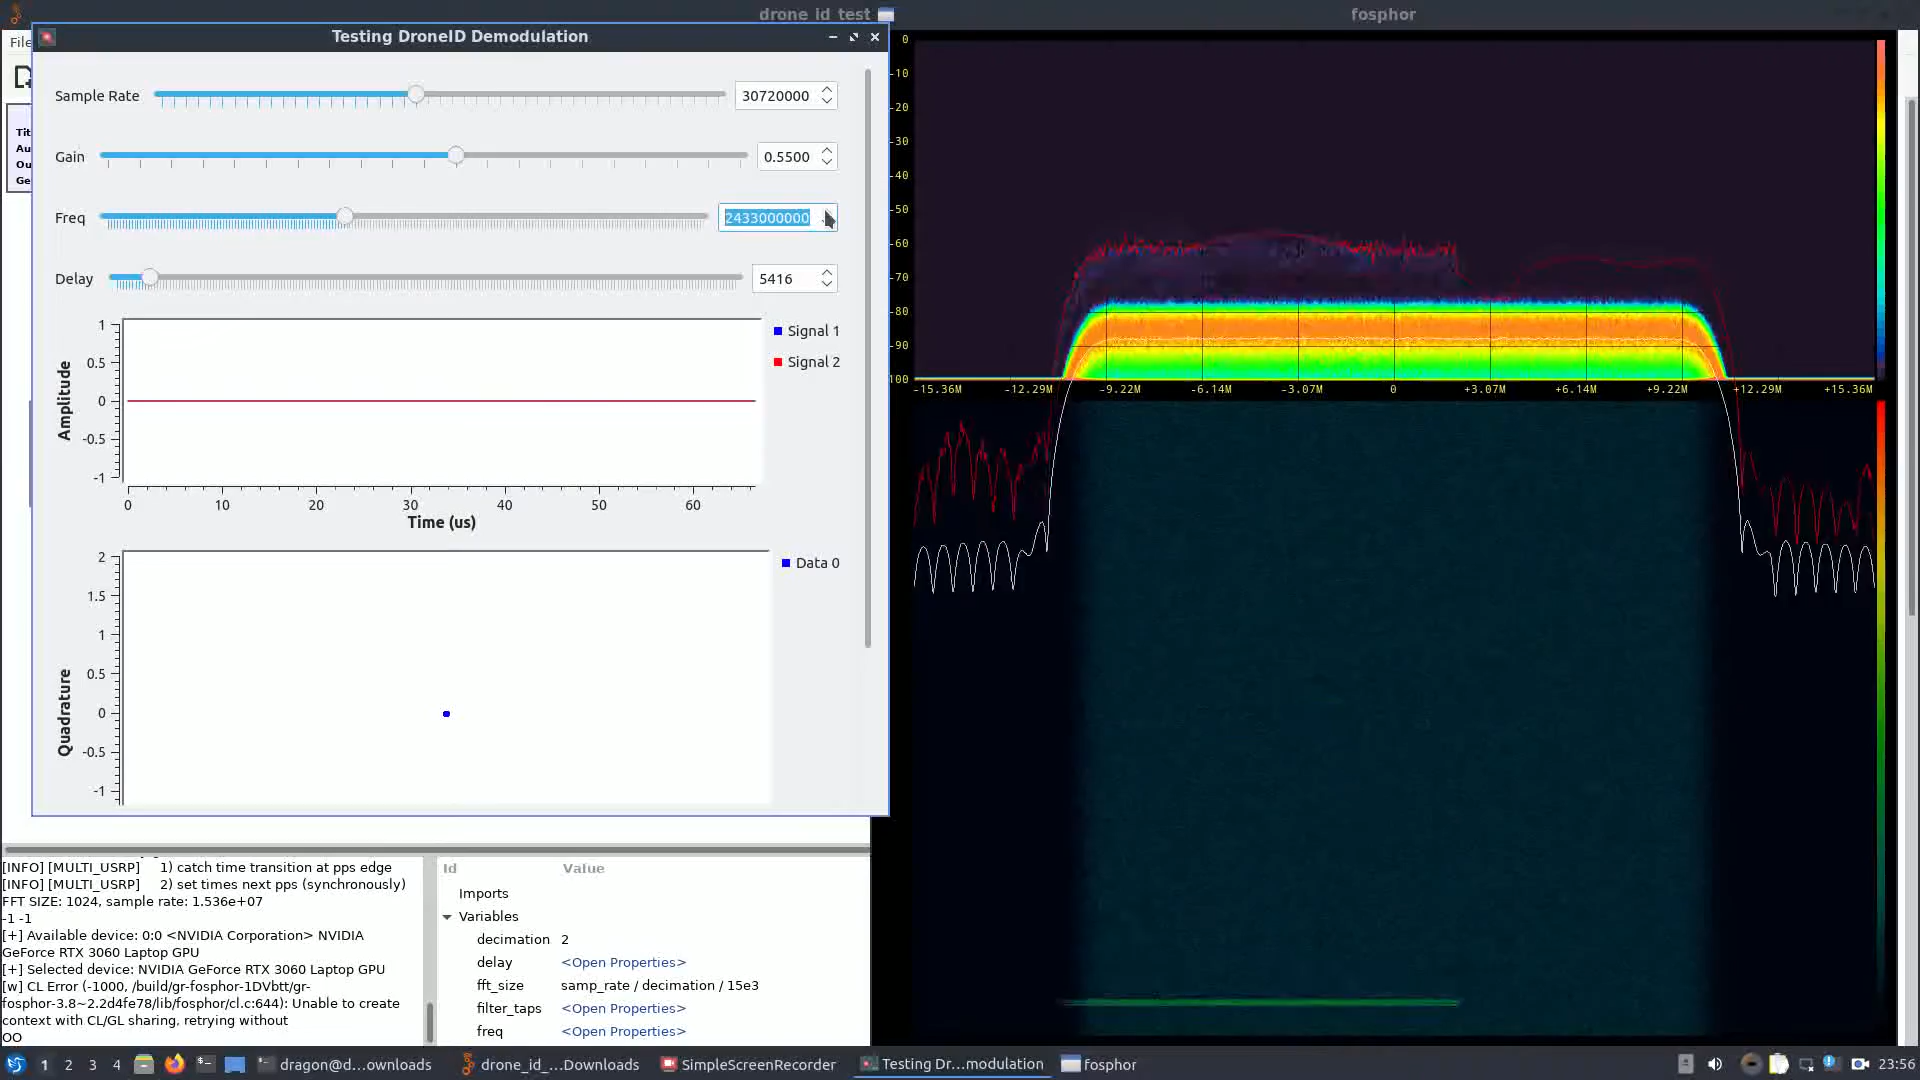 drone_id_test
fosphor
File
Testing DroneID Demodulation
Sample Rate
30720000
Gain
0.5500
Freq
2433000000
Delay
5416
Tit
Au
Ou
Ge
1
0.5
0
-0.5
-1
Amplitude
Signal 1
Signal 2
0
10
20
30
40
50
60
Time (us)
2
1.5
1
0.5
0
-0.5
-1
Quadrature
Data 0
0
-10
-20
-30
-40
-50
-60
-70
-80
-90
100
-15.36M
-12.29M
-9.22M
-6.14M
-3.07M
0
+3.07M
+6.14M
+9.22M
+12.29M
+15.36M
[INFO] [MULTI_USRP] 1) catch time transition at pps edge
[INFO] [MULTI_USRP] 2) set times next pps (synchronously)
FFT SIZE: 1024, sample rate: 1.536e+07
-1 -1
[+] Available device: 0:0 <NVIDIA Corporation> NVIDIA
GeForce RTX 3060 Laptop GPU
[+] Selected device: NVIDIA GeForce RTX 3060 Laptop GPU
[w] CL Error (-1000, /build/gr-fosphor-1DVbtt/gr-
fosphor-3.8~2.2d4fe78/lib/fosphor/cl.c:644): Unable to create
context with CL/GL sharing, retrying without
OO
Id Value
Imports
Variables
decimation 2
delay <Open Properties>
fft_size samp_rate / decimation / 15e3
filter_taps <Open Properties>
freq <Open Properties>
1 2 3 4
dragon@d...ownloads
drone_id_...Downloads
SimpleScreenRecorder
Testing Dr...modulation
fosphor
23:56